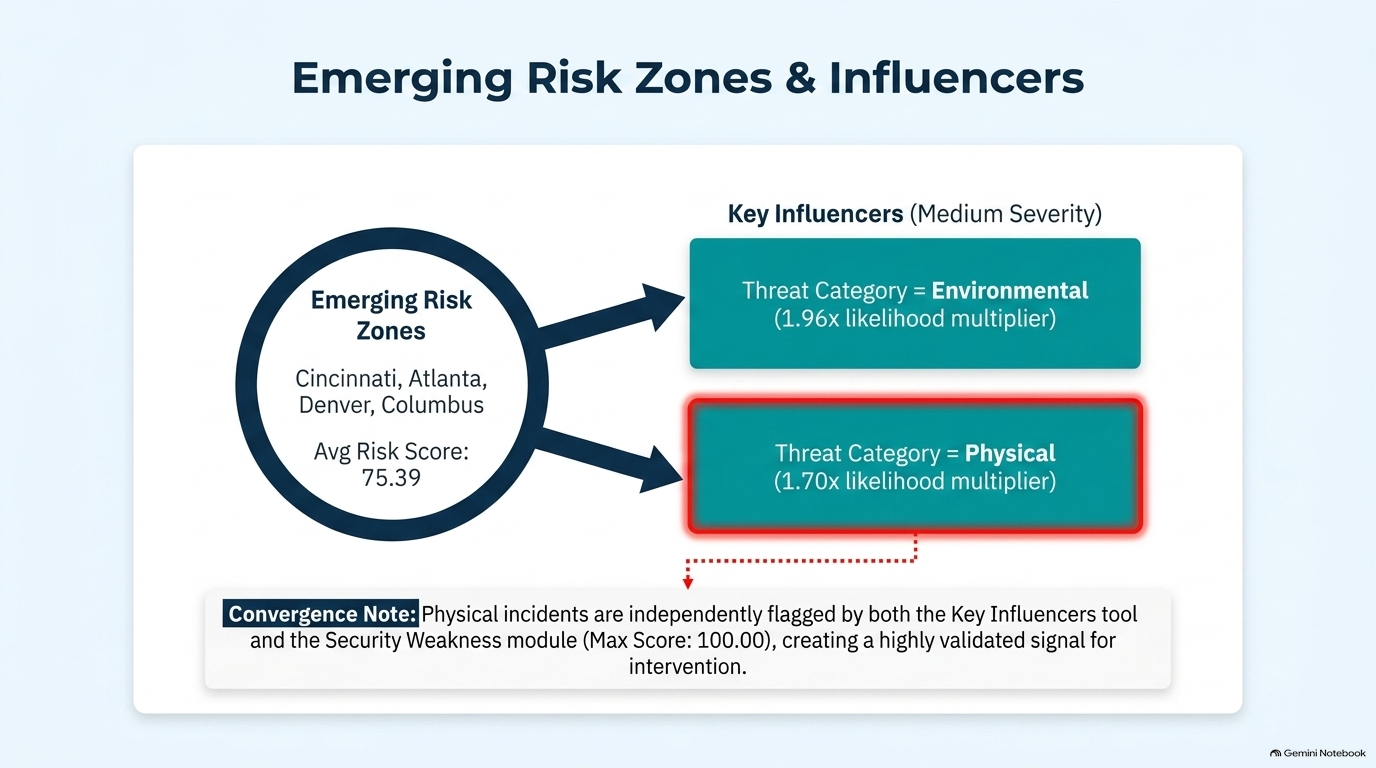 Emerging Risk Zones & Influencers
Emerging Risk
Zones
Cincinnati, Atlanta,
Denver, Columbus
Avg Risk Score:
75.39
Key Influencers (Medium Severity)
Threat Category = Environmental
(1.96x likelihood multiplier)
Threat Category = Physical
(1.70x likelihood multiplier)
Convergence Note: Physical incidents are independently flagged by both the Key Influencers tool
and the Security Weakness module (Max Score: 100.00), creating a highly validated signal for
intervention.
Gemini Notebook